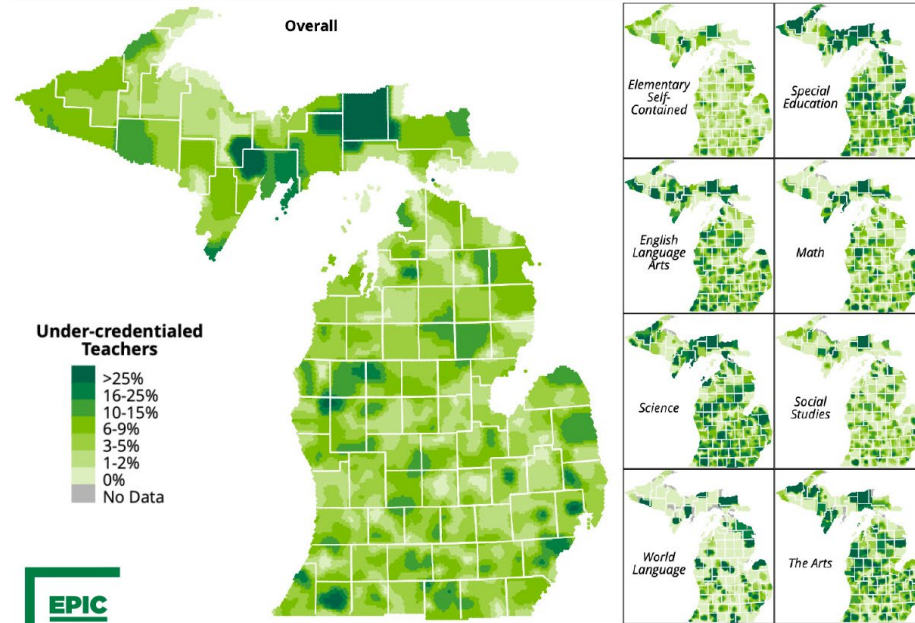 Overall
Under-credentialed
Teachers
>25%
16-25%
10-15%
6-9%
3-5%
1-2%
0%
No Data
EPIC
Elementary
Self-
Contained
Special
Education
English
Language
Arts
Math
Science
Social
Studies
World
Language
The Arts